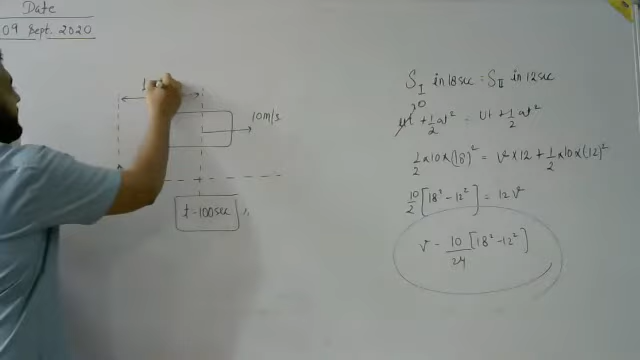 Date
09 Sept. 2020
10m/s
t-100sec
S_I in 18sec = S_II in 12sec
ut⁰ + 1/2 at² = ut + 1/2 at²
1/2 × 10 × (18)² = V × 12 + 1/2 × 10 × (12)²
10/2 [18² - 12²] = 12 V
V - 10/24 [18² - 12²]